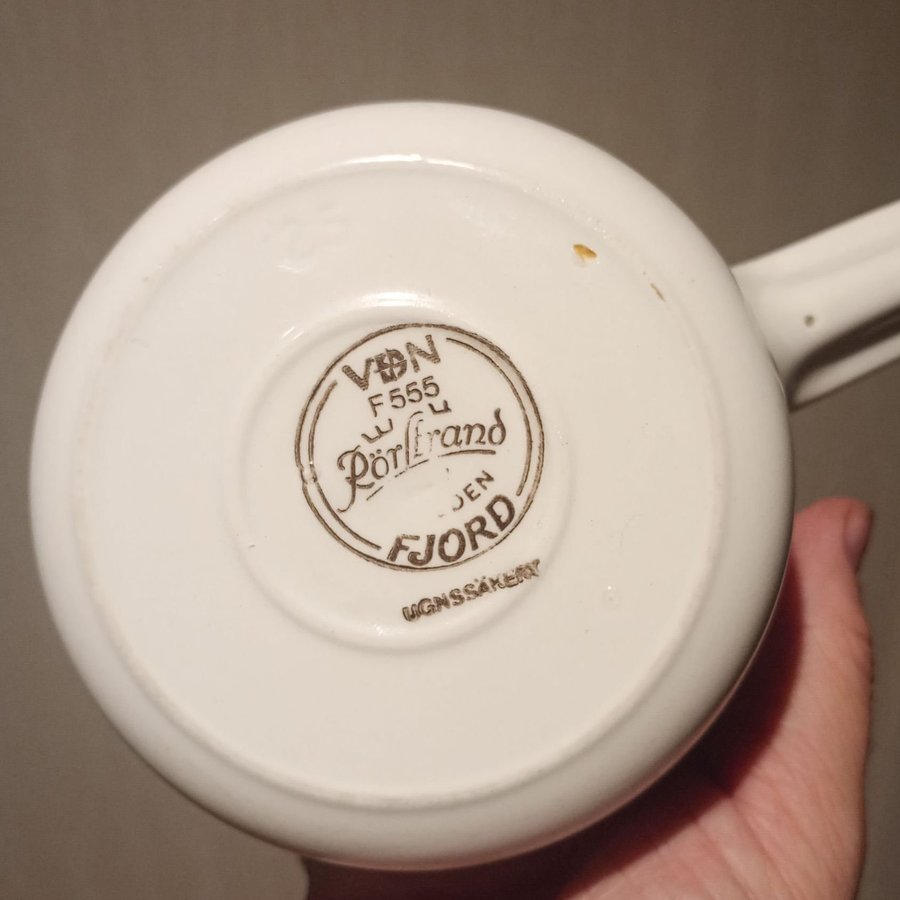 VDN
F555
Rörstrand
FJORD
UGNSSÄKERT